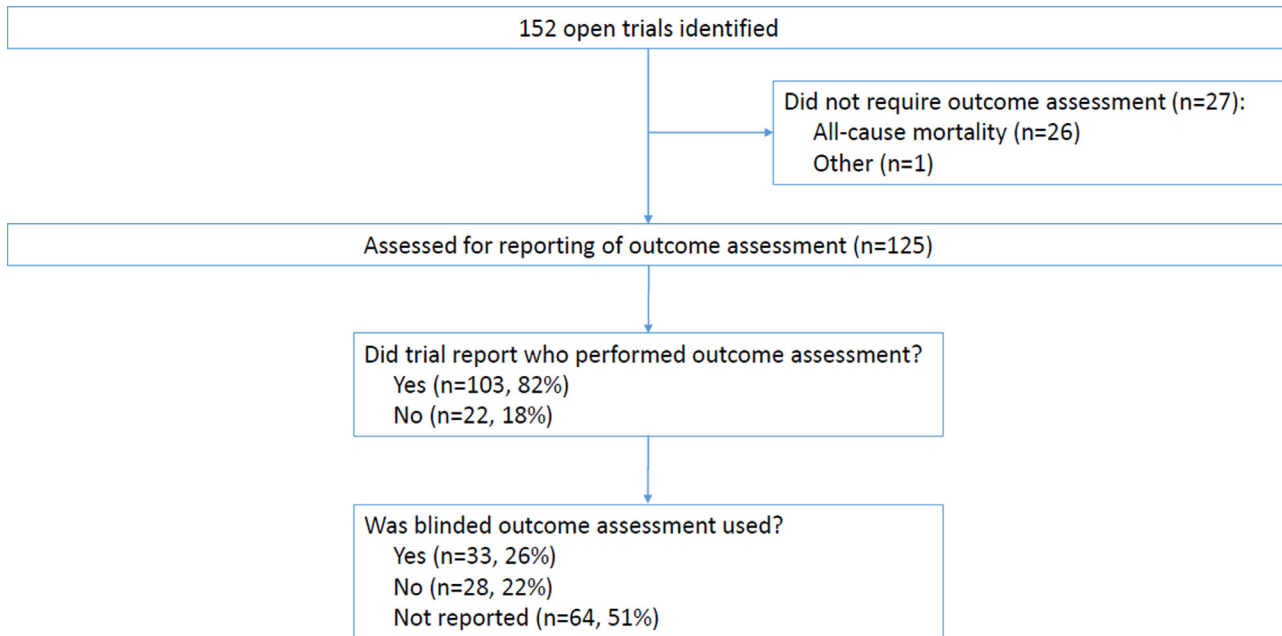 152 open trials identified
Did not require outcome assessment (n=27):
All-cause mortality (n=26)
Other (n=1)
Assessed for reporting of outcome assessment (n=125)
Did trial report who performed outcome assessment?
Yes (n=103, 82%)
No (n=22, 18%)
Was blinded outcome assessment used?
Yes (n=33, 26%)
No (n=28, 22%)
Not reported (n=64, 51%)